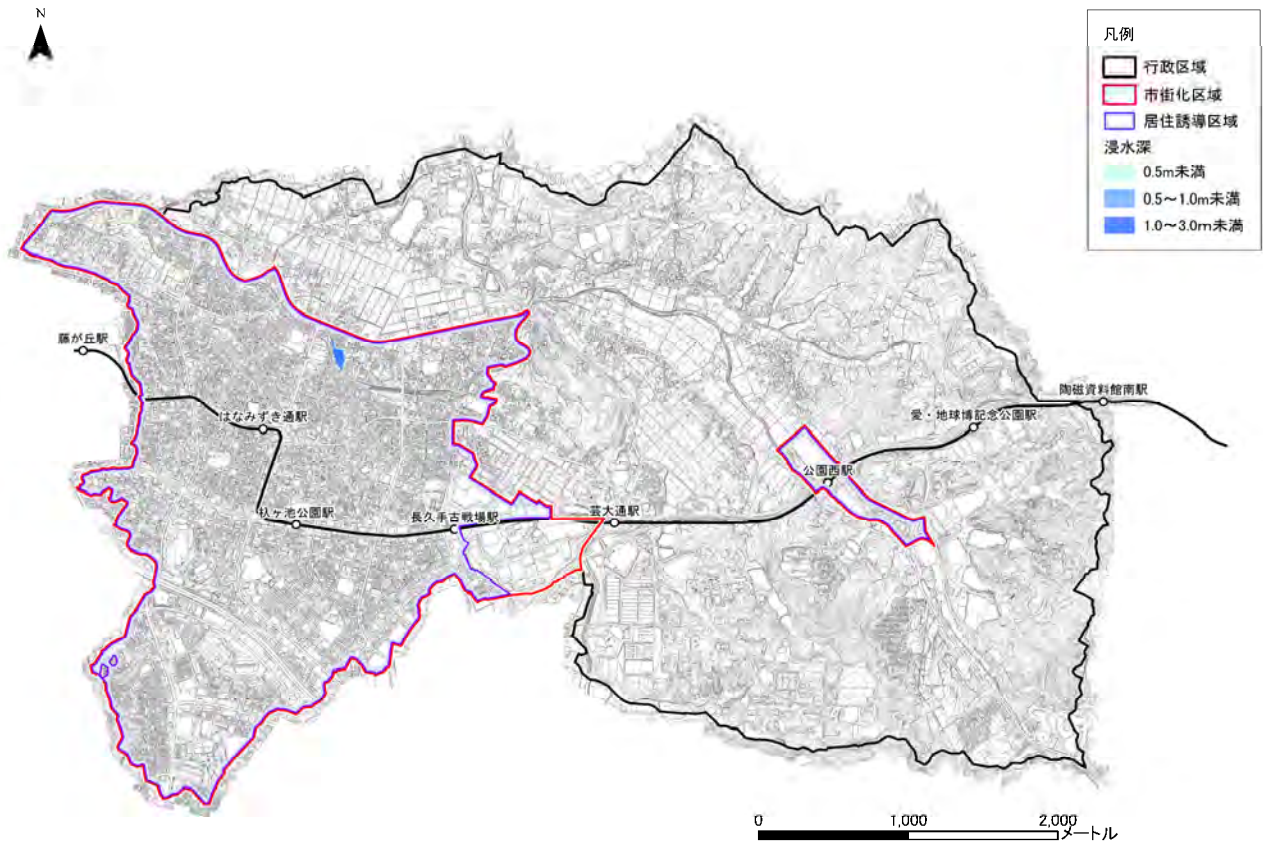 N
凡例
行政区域
市街化区域
居住誘導区域
浸水深
0.5m未満
0.5～1.0m未満
1.0～3.0m未満
藤が丘駅
はなみずき通駅
杁ヶ池公園駅
長久手古戦場駅
芸大通駅
公園西駅
愛・地球博記念公園駅
陶磁資料館南駅
0 1,000 2,000
メートル